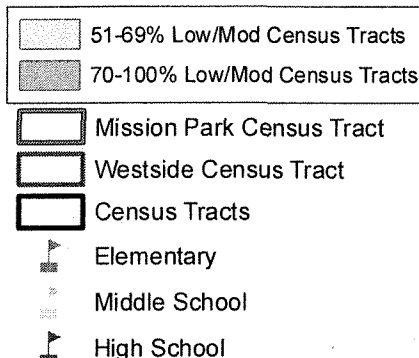 51-69% Low/Mod Census Tracts
70-100% Low/Mod Census Tracts
Mission Park Census Tract
Westside Census Tract
Census Tracts
Elementary
Middle School
High School